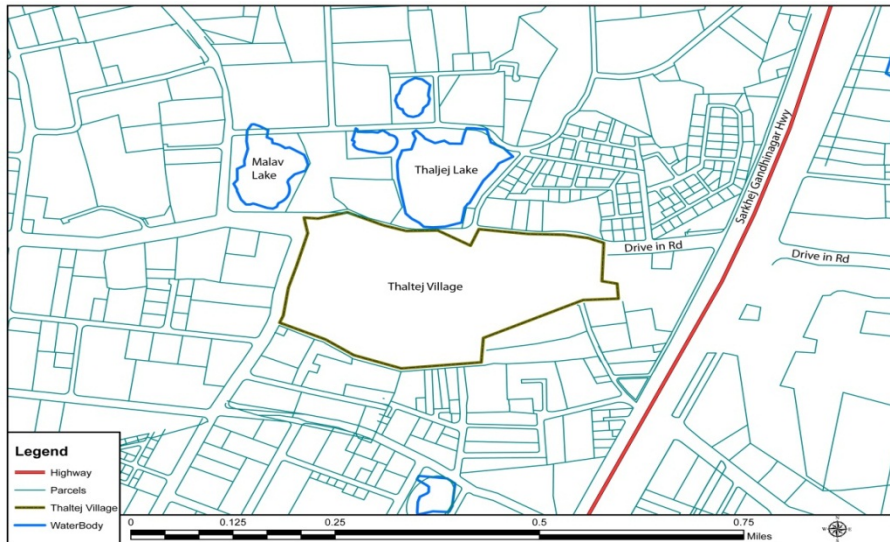 Malav
Lake
Thaljej Lake
Sarkhej Gandhinagar Hwy
Drive in Rd
Drive in Rd
Thaltej Village
Legend
Highway
Parcels
Thaltej Village
WaterBody
0 0.125 0.25 0.5 0.75
Miles